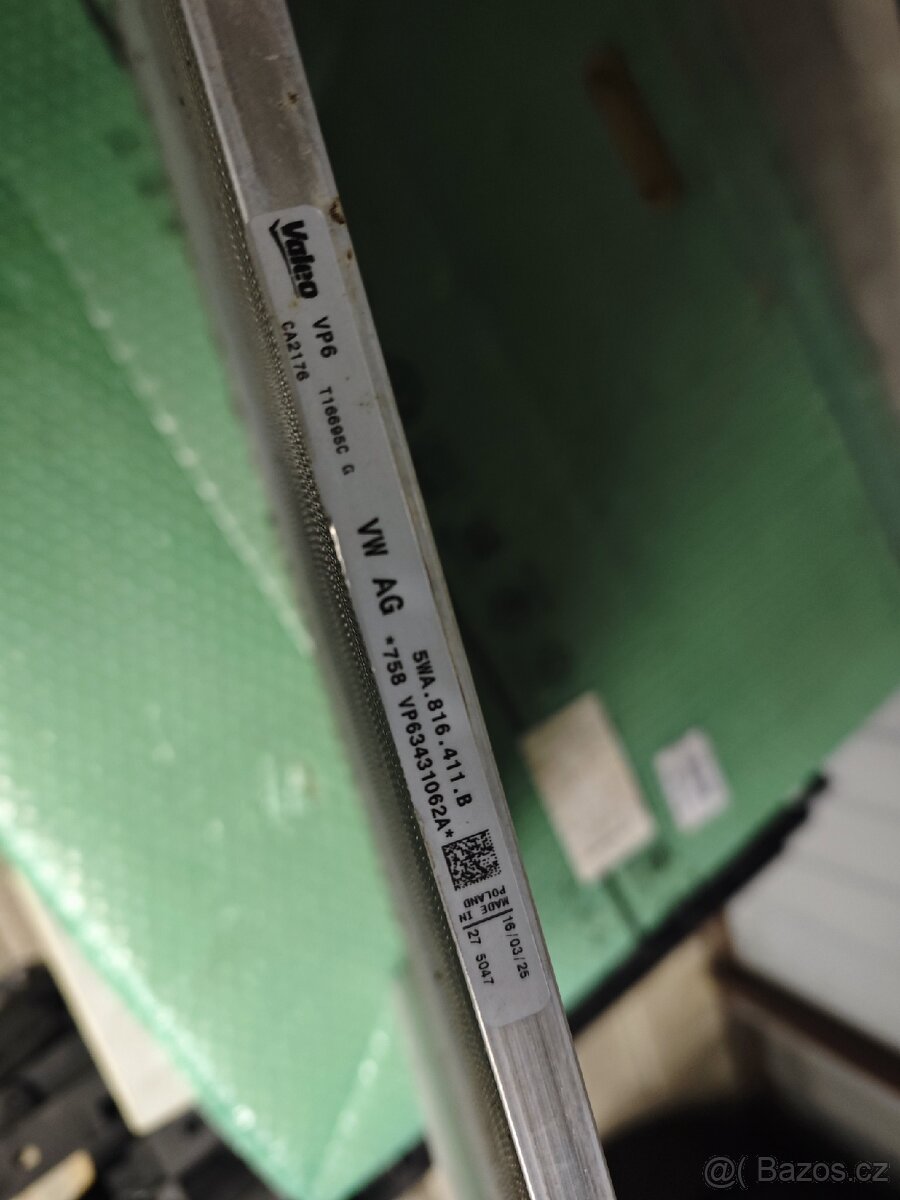 Valeo VP6 VW AG 5WA.816.411.B
CA2176 T16695C G *758 VP63431062A*
MADE IN
POLAND
16/03/25
27 5047
@( Bazos.cz